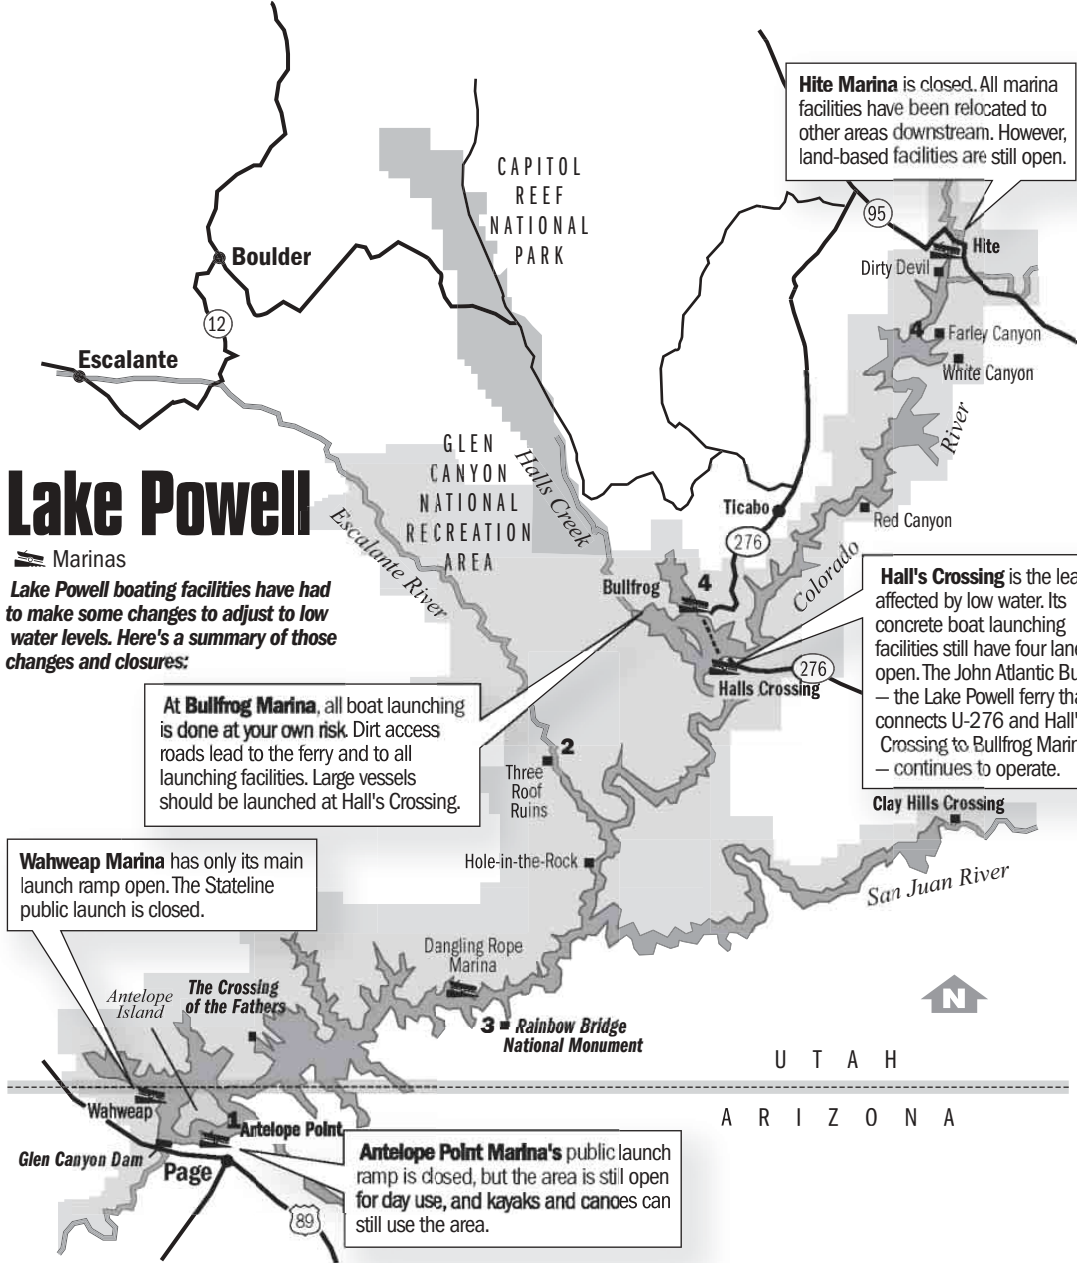 Hite Marina is closed. All marina
facilities have been relocated to
other areas downstream. However,
land-based facilities are still open.
CAPITOL
REEF
NATIONAL
PARK
95
Hite
Dirty Devil
Boulder
12
4
Farley Canyon
White Canyon
Escalante
River
GLEN
CANYON
NATIONAL
RECREATION
AREA
Halls Creek
Lake Powell
Marinas
Lake Powell boating facilities have had
to make some changes to adjust to low
water levels. Here's a summary of those
changes and closures:
Escalante River
Ticabo
276
Red Canyon
Colorado
Bullfrog
4
Hall's Crossing is the lea
affected by low water. Its
concrete boat launching
facilities still have four lane
open. The John Atlantic Bu
– the Lake Powell ferry tha
connects U-276 and Hall'
Crossing to Bullfrog Marin
– continues to operate.
276
Halls Crossing
At Bullfrog Marina, all boat launching
is done at your own risk. Dirt access
roads lead to the ferry and to all
launching facilities. Large vessels
should be launched at Hall's Crossing.
2
Three
Roof
Ruins
Clay Hills Crossing
Hole-in-the-Rock
San Juan River
Wahweap Marina has only its main
launch ramp open. The Stateline
public launch is closed.
Dangling Rope
Marina
Antelope
Island
The Crossing
of the Fathers
N
3
Rainbow Bridge
National Monument
UTAH
ARIZONA
Wahweap
1
Antelope Point
Glen Canyon Dam
Page
89
Antelope Point Marina's public launch
ramp is closed, but the area is still open
for day use, and kayaks and canoes can
still use the area.